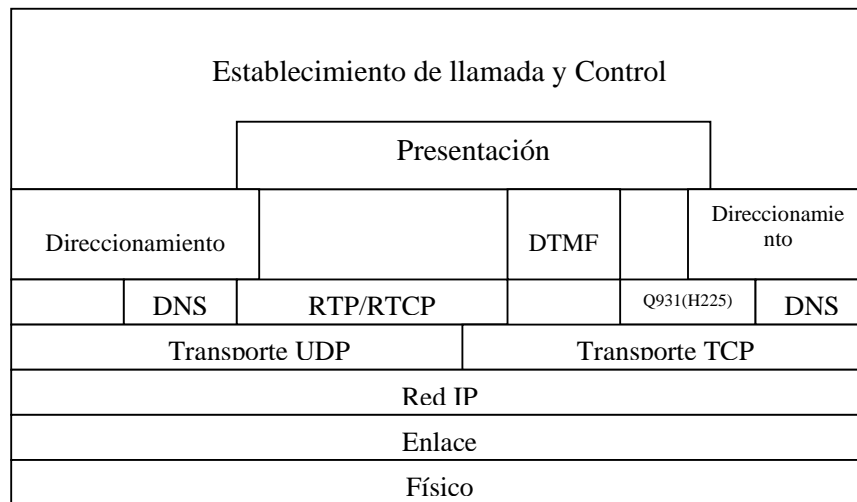 Establecimiento de llamada y Control
Presentación
Direccionamiento
DTMF
Direccionamie
nto
DNS
RTP/RTCP
Q931(H225)
DNS
Transporte UDP
Transporte TCP
Red IP
Enlace
Físico